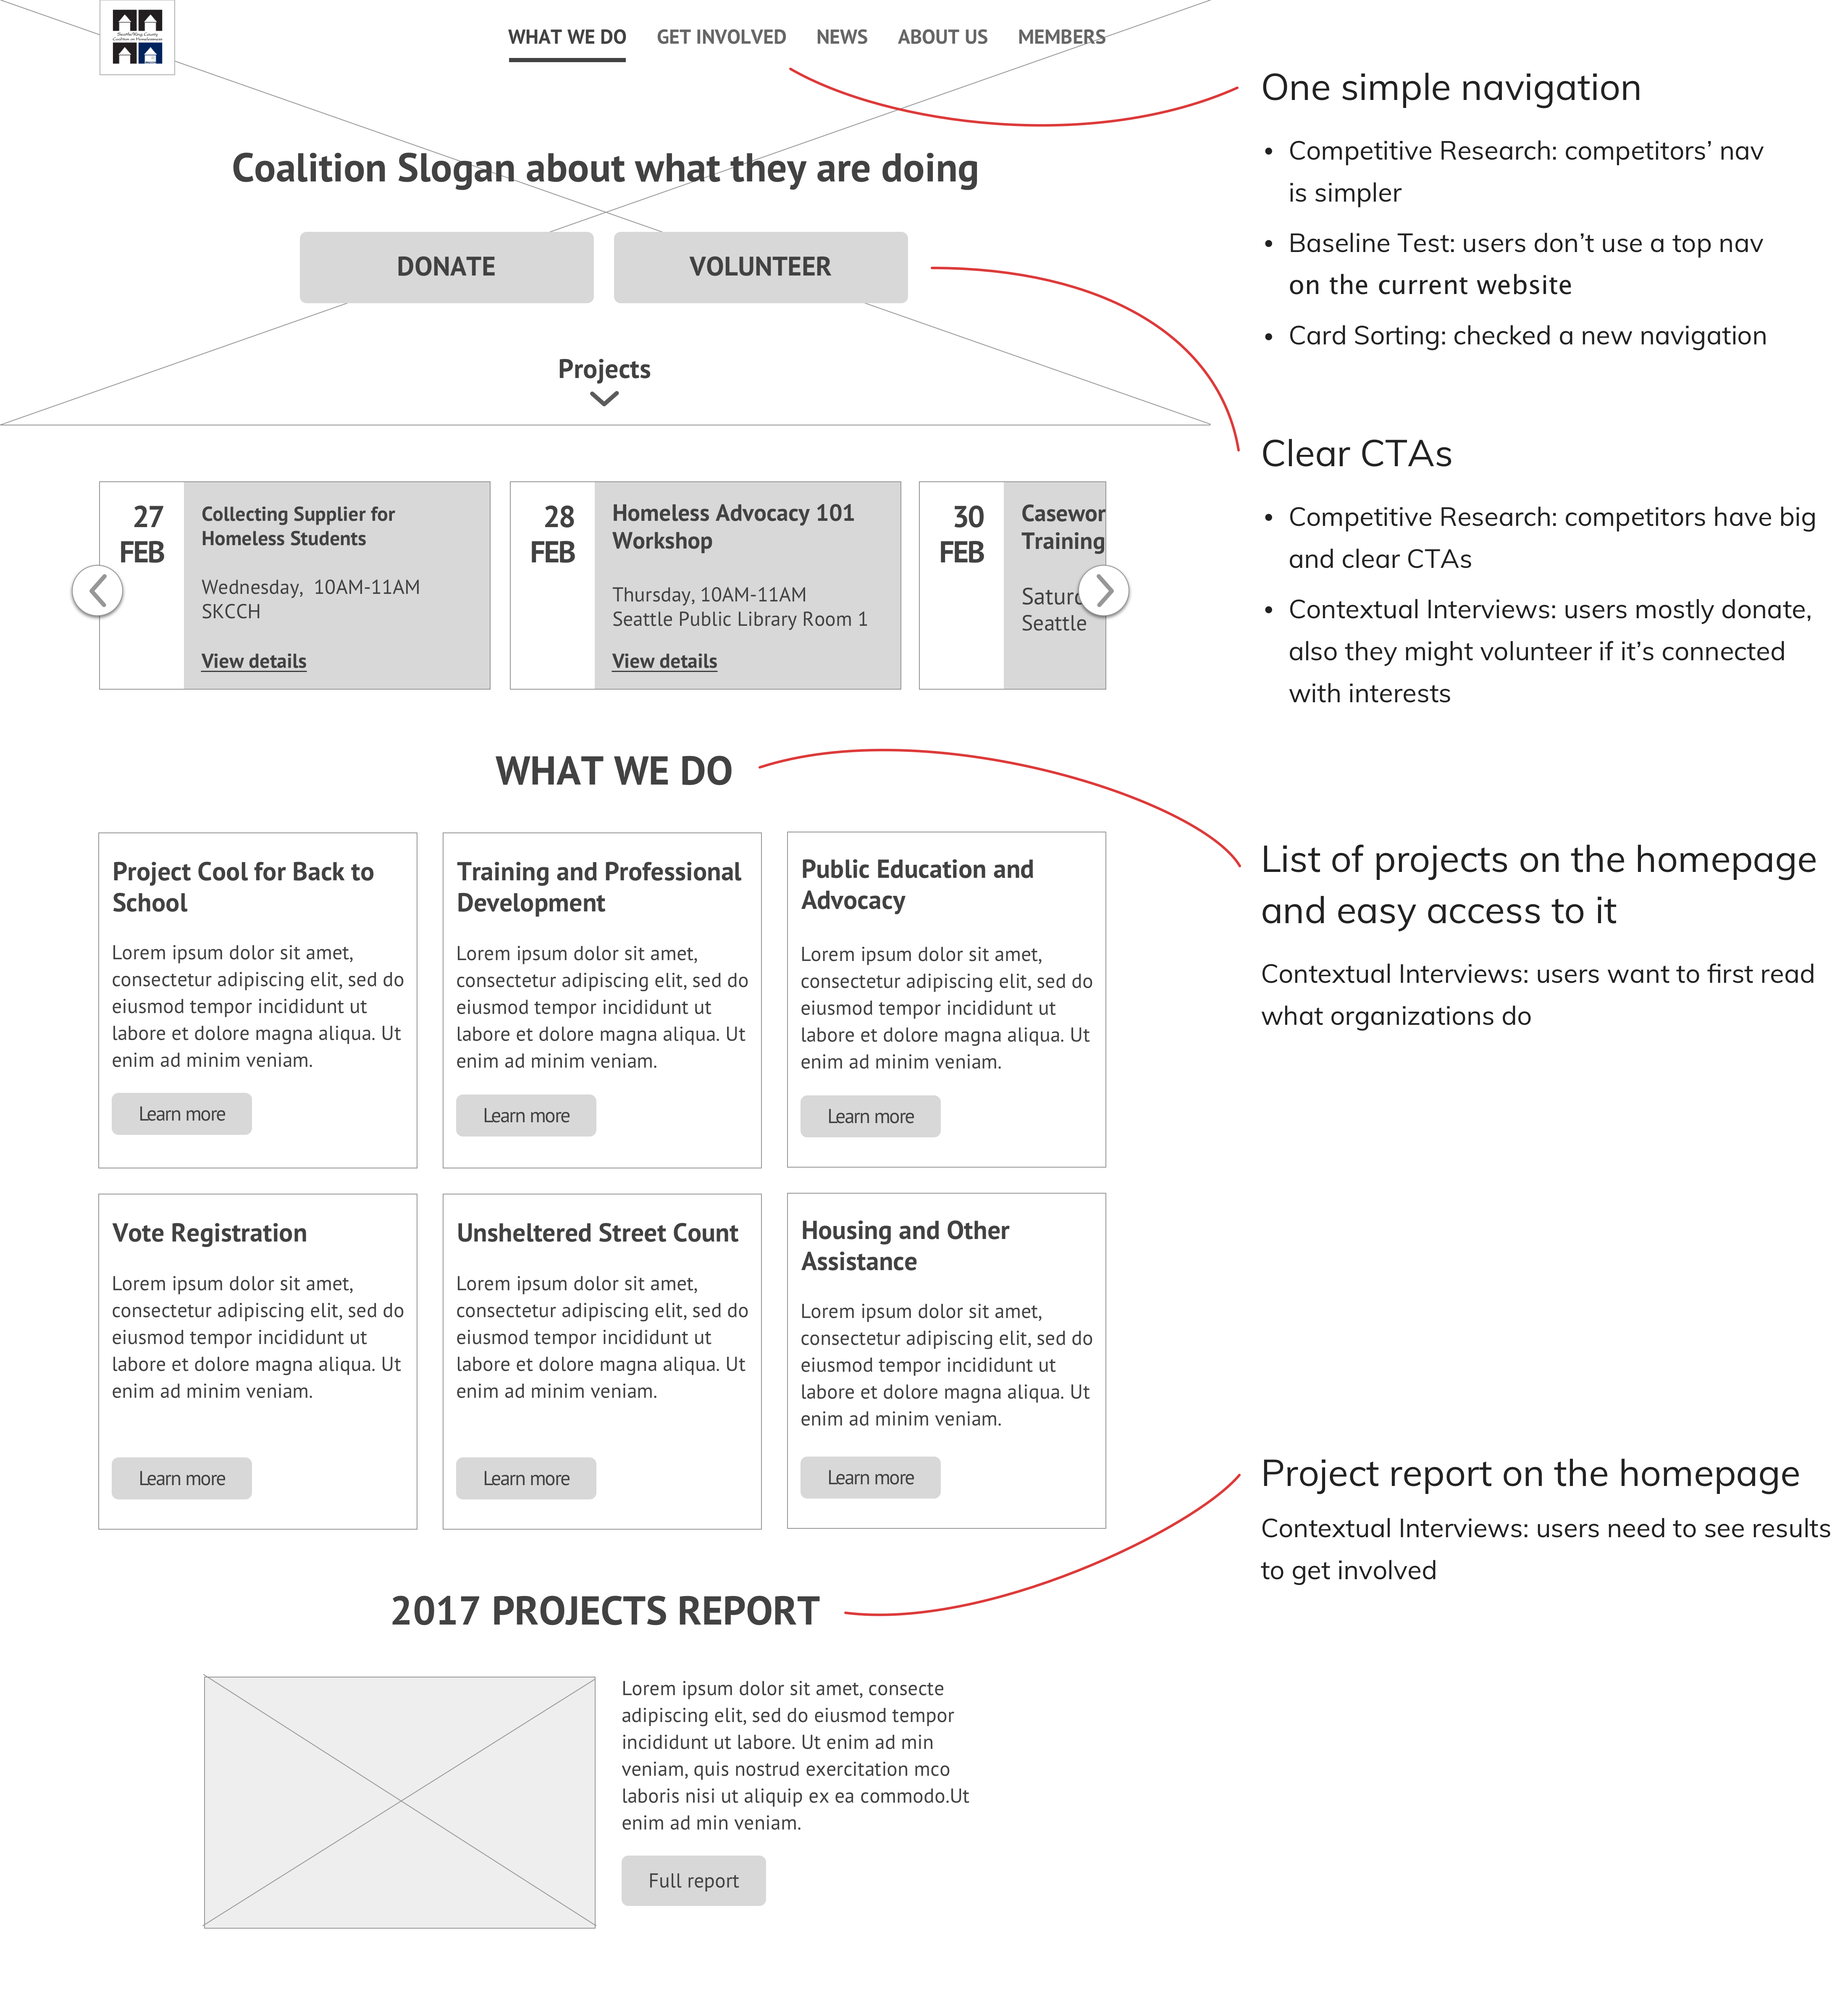 Seattle/King County
Coalition on Homelessness
WHAT WE DO GET INVOLVED NEWS ABOUT US MEMBERS
Coalition Slogan about what they are doing
DONATE VOLUNTEER
Projects
27
FEB
Collecting Supplier for
Homeless Students
Wednesday, 10AM-11AM
SKCCH
View details
28
FEB
Homeless Advocacy 101
Workshop
Thursday, 10AM-11AM
Seattle Public Library Room 1
View details
30
FEB
Casewor
Training
Saturd
Seattle
WHAT WE DO
Project Cool for Back to
School
Lorem ipsum dolor sit amet,
consectetur adipiscing elit, sed do
eiusmod tempor incididunt ut
labore et dolore magna aliqua. Ut
enim ad minim veniam.
Learn more
Training and Professional
Development
Lorem ipsum dolor sit amet,
consectetur adipiscing elit, sed do
eiusmod tempor incididunt ut
labore et dolore magna aliqua. Ut
enim ad minim veniam.
Learn more
Public Education and
Advocacy
Lorem ipsum dolor sit amet,
consectetur adipiscing elit, sed do
eiusmod tempor incididunt ut
labore et dolore magna aliqua. Ut
enim ad minim veniam.
Learn more
Vote Registration
Lorem ipsum dolor sit amet,
consectetur adipiscing elit, sed do
eiusmod tempor incididunt ut
labore et dolore magna aliqua. Ut
enim ad minim veniam.
Learn more
Unsheltered Street Count
Lorem ipsum dolor sit amet,
consectetur adipiscing elit, sed do
eiusmod tempor incididunt ut
labore et dolore magna aliqua. Ut
enim ad minim veniam.
Learn more
Housing and Other
Assistance
Lorem ipsum dolor sit amet,
consectetur adipiscing elit, sed do
eiusmod tempor incididunt ut
labore et dolore magna aliqua. Ut
enim ad minim veniam.
Learn more
2017 PROJECTS REPORT
Lorem ipsum dolor sit amet, consecte
adipiscing elit, sed do eiusmod tempor
incididunt ut labore. Ut enim ad min
veniam, quis nostrud exercitation mco
laboris nisi ut aliquip ex ea commodo.Ut
enim ad min veniam.
Full report
One simple navigation
• Competitive Research: competitors’ nav
is simpler
• Baseline Test: users don’t use a top nav
on the current website
• Card Sorting: checked a new navigation
Clear CTAs
• Competitive Research: competitors have big
and clear CTAs
• Contextual Interviews: users mostly donate,
also they might volunteer if it’s connected
with interests
List of projects on the homepage
and easy access to it
Contextual Interviews: users want to first read
what organizations do
Project report on the homepage
Contextual Interviews: users need to see results
to get involved